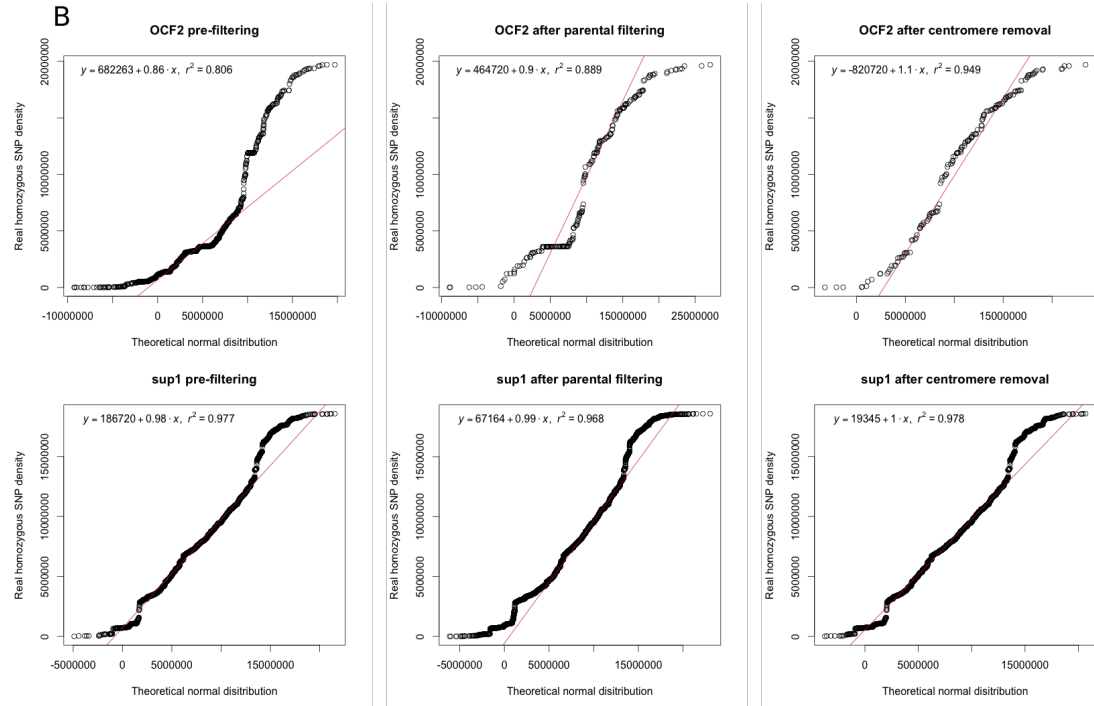 B
OCF2 pre-filtering
y = 682263 + 0.86 · x, r² = 0.806
Real homozygous SNP density
0 5000000 10000000 20000000
-10000000 0 5000000 15000000
Theoretical normal distribution
OCF2 after parental filtering
y = 464720 + 0.9 · x, r² = 0.889
Real homozygous SNP density
0 5000000 10000000 20000000
-10000000 0 5000000 15000000 25000000
Theoretical normal distribution
OCF2 after centromere removal
y = -820720 + 1.1 · x, r² = 0.949
Real homozygous SNP density
0 5000000 10000000 20000000
0 5000000 15000000
Theoretical normal distribution
sup1 pre-filtering
y = 186720 + 0.98 · x, r² = 0.977
Real homozygous SNP density
0 5000000 10000000 15000000
-5000000 0 5000000 15000000
Theoretical normal distribution
sup1 after parental filtering
y = 67164 + 0.99 · x, r² = 0.968
Real homozygous SNP density
0 5000000 10000000 15000000
-5000000 0 5000000 15000000
Theoretical normal distribution
sup1 after centromere removal
y = 19345 + 1 · x, r² = 0.978
Real homozygous SNP density
0 5000000 10000000 15000000
0 5000000 15000000
Theoretical normal distribution